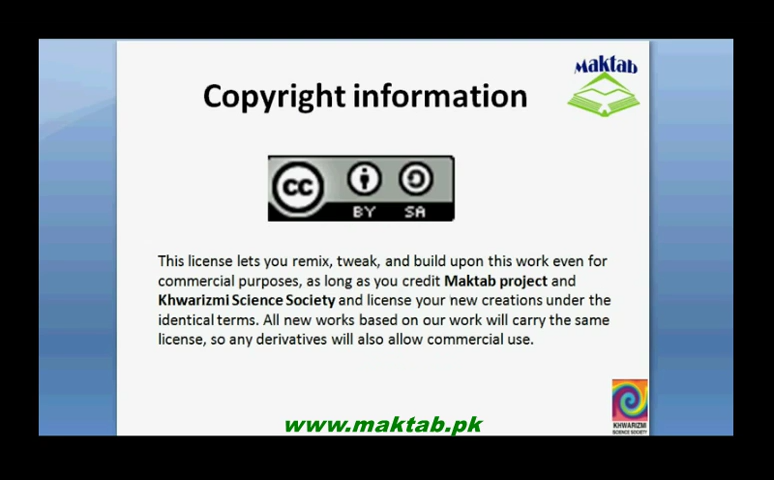 Maktab
Copyright information
CC
BY SA
This license lets you remix, tweak, and build upon this work even for
commercial purposes, as long as you credit Maktab project and
Khwarizmi Science Society and license your new creations under the
identical terms. All new works based on our work will carry the same
license, so any derivatives will also allow commercial use.
KHWARIZMI
SCIENCE SOCIETY
www.maktab.pk